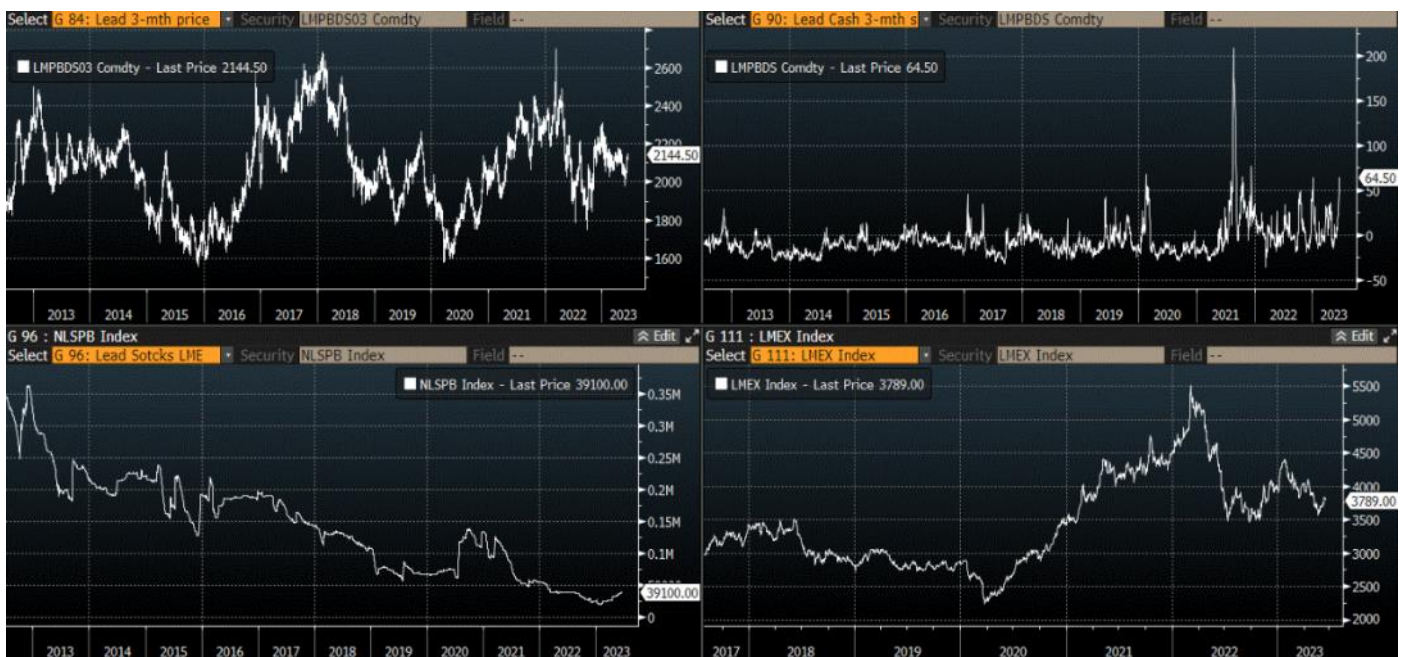 Select G 84: Lead 3-mth price Security LMPBDS03 Comdty Field --
LMPBDS03 Comdty - Last Price 2144.50
2600
2400
2200
2144.50
2000
1800
1600
2013 2014 2015 2016 2017 2018 2019 2020 2021 2022 2023
Select G 90: Lead Cash 3-mth s Security LMPBDS Comdty Field --
LMPBDS Comdty - Last Price 64.50
200
150
100
64.50
50
0
-50
2013 2014 2015 2016 2017 2018 2019 2020 2021 2022 2023
G 96 : NLSPB Index Edit
Select G 96: Lead Sotcks LME Security NLSPB Index Field --
NLSPB Index - Last Price 39100.00
0.35M
0.3M
0.25M
0.2M
0.15M
0.1M
39100.00
0
2013 2014 2015 2016 2017 2018 2019 2020 2021 2022 2023
G 111 : LMEX Index Edit
Select G 111: LMEX Index Security LMEX Index Field --
LMEX Index - Last Price 3789.00
5500
5000
4500
4000
3789.00
3500
3000
2500
2000
2017 2018 2019 2020 2021 2022 2023